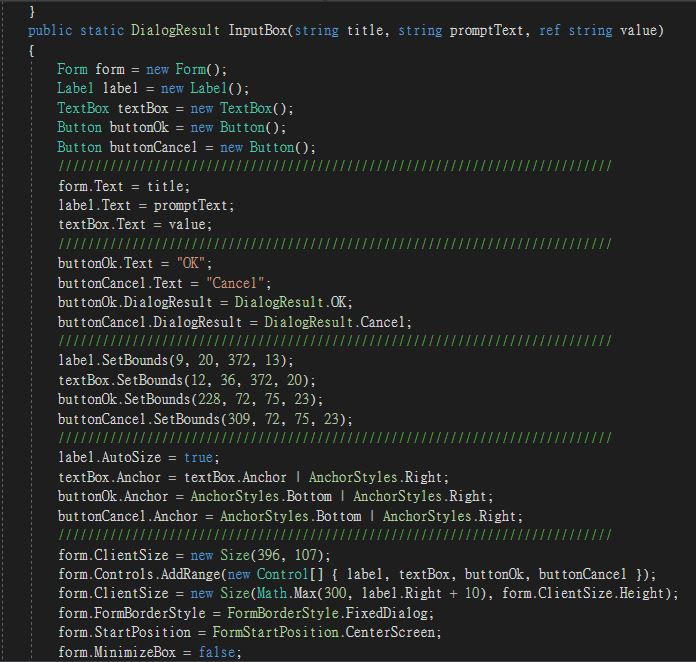 }
public static DialogResult InputBox(string title, string promptText, ref string value)
{
Form form = new Form();
Label label = new Label();
TextBox textBox = new TextBox();
Button buttonOk = new Button();
Button buttonCancel = new Button();
///////////////////////////////////////////////////////////////////////////
form.Text = title;
label.Text = promptText;
textBox.Text = value;
///////////////////////////////////////////////////////////////////////////
buttonOk.Text = "OK";
buttonCancel.Text = "Cancel";
buttonOk.DialogResult = DialogResult.OK;
buttonCancel.DialogResult = DialogResult.Cancel;
///////////////////////////////////////////////////////////////////////////
label.SetBounds(9, 20, 372, 13);
textBox.SetBounds(12, 36, 372, 20);
buttonOk.SetBounds(228, 72, 75, 23);
buttonCancel.SetBounds(309, 72, 75, 23);
///////////////////////////////////////////////////////////////////////////
label.AutoSize = true;
textBox.Anchor = textBox.Anchor | AnchorStyles.Right;
buttonOk.Anchor = AnchorStyles.Bottom | AnchorStyles.Right;
buttonCancel.Anchor = AnchorStyles.Bottom | AnchorStyles.Right;
///////////////////////////////////////////////////////////////////////////
form.ClientSize = new Size(396, 107);
form.Controls.AddRange(new Control[] { label, textBox, buttonOk, buttonCancel });
form.ClientSize = new Size(Math.Max(300, label.Right + 10), form.ClientSize.Height);
form.FormBorderStyle = FormBorderStyle.FixedDialog;
form.StartPosition = FormStartPosition.CenterScreen;
form.MinimizeBox = false;